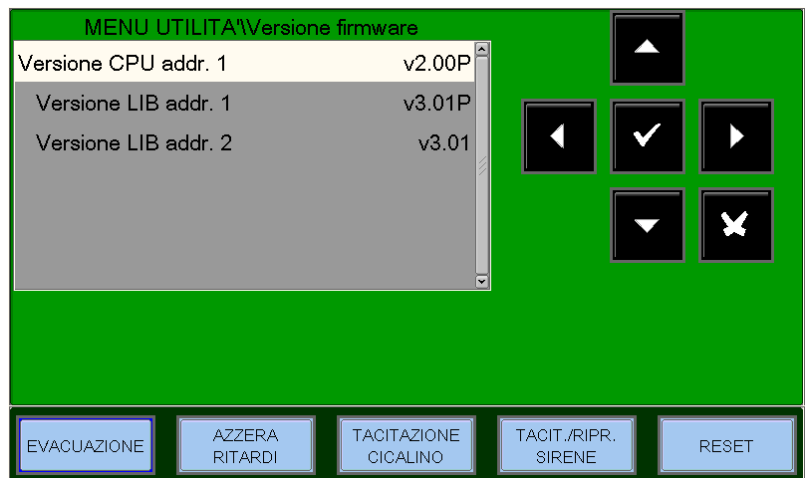 MENU UTILITA'\Versione firmware
Versione CPU addr. 1 v2.00P
Versione LIB addr. 1 v3.01P
Versione LIB addr. 2 v3.01
EVACUAZIONE
AZZERA
RITARDI
TACITAZIONE
CICALINO
TACIT./RIPR.
SIRENE
RESET